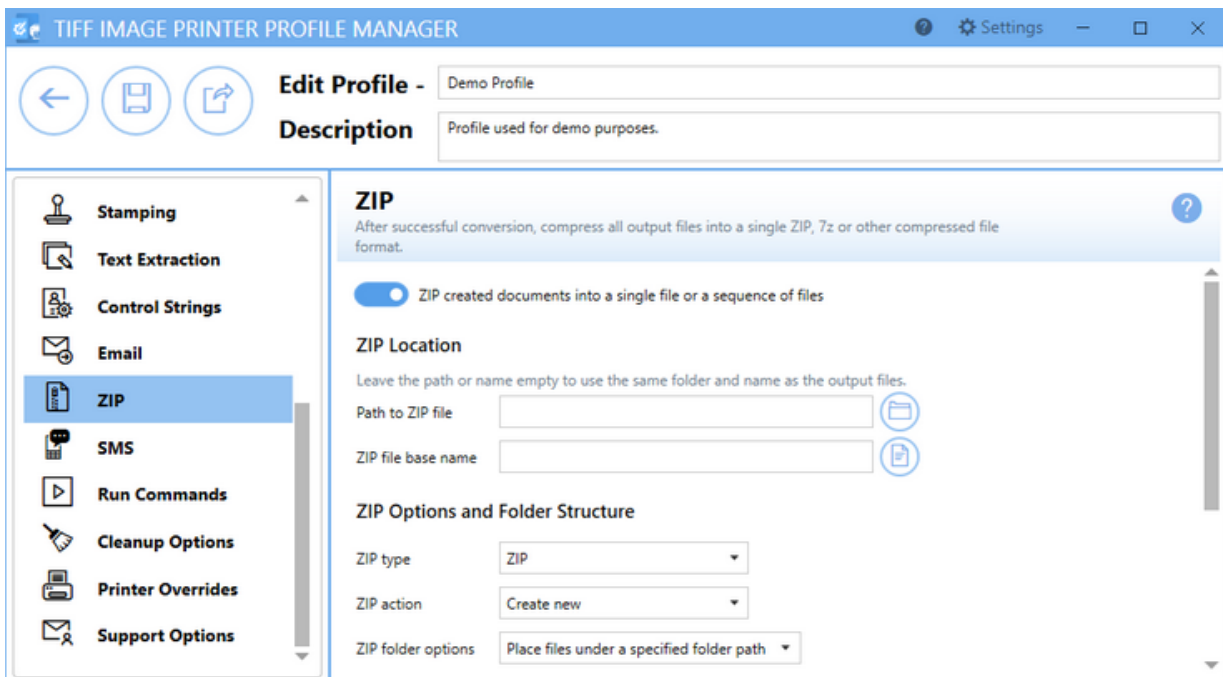 TIFF IMAGE PRINTER PROFILE MANAGER
? Settings
Edit Profile - Demo Profile
Description Profile used for demo purposes.
Stamping
Text Extraction
Control Strings
Email
ZIP
SMS
Run Commands
Cleanup Options
Printer Overrides
Support Options
ZIP
?
After successful conversion, compress all output files into a single ZIP, 7z or other compressed file
format.
ZIP created documents into a single file or a sequence of files
ZIP Location
Leave the path or name empty to use the same folder and name as the output files.
Path to ZIP file
ZIP file base name
ZIP Options and Folder Structure
ZIP type ZIP
ZIP action Create new
ZIP folder options Place files under a specified folder path